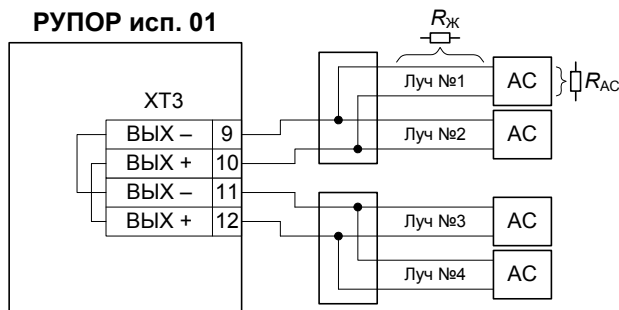 РУПОР исп. 01
RЖ
XT3
Луч №1
АС
RАС
ВЫХ –
9
Луч №2
АС
ВЫХ +
10
ВЫХ –
11
ВЫХ +
12
Луч №3
АС
Луч №4
АС